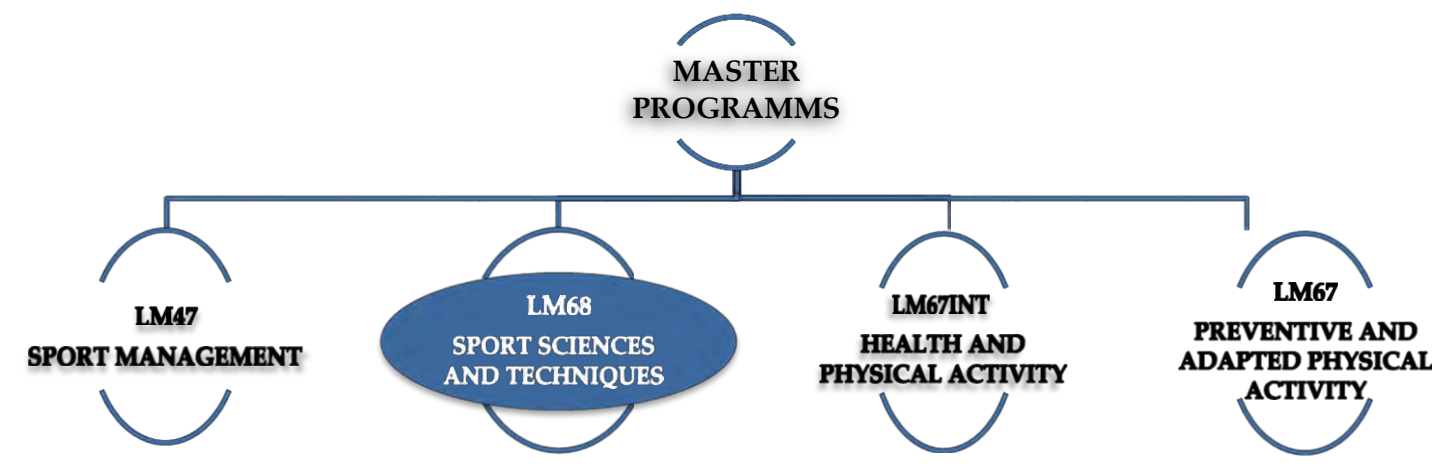 MASTER
PROGRAMMS
LM47
SPORT MANAGEMENT
LM68
SPORT SCIENCES
AND TECHNIQUES
LM67INT
HEALTH AND
PHYSICAL ACTIVITY
LM67
PREVENTIVE AND
ADAPTED PHYSICAL
ACTIVITY